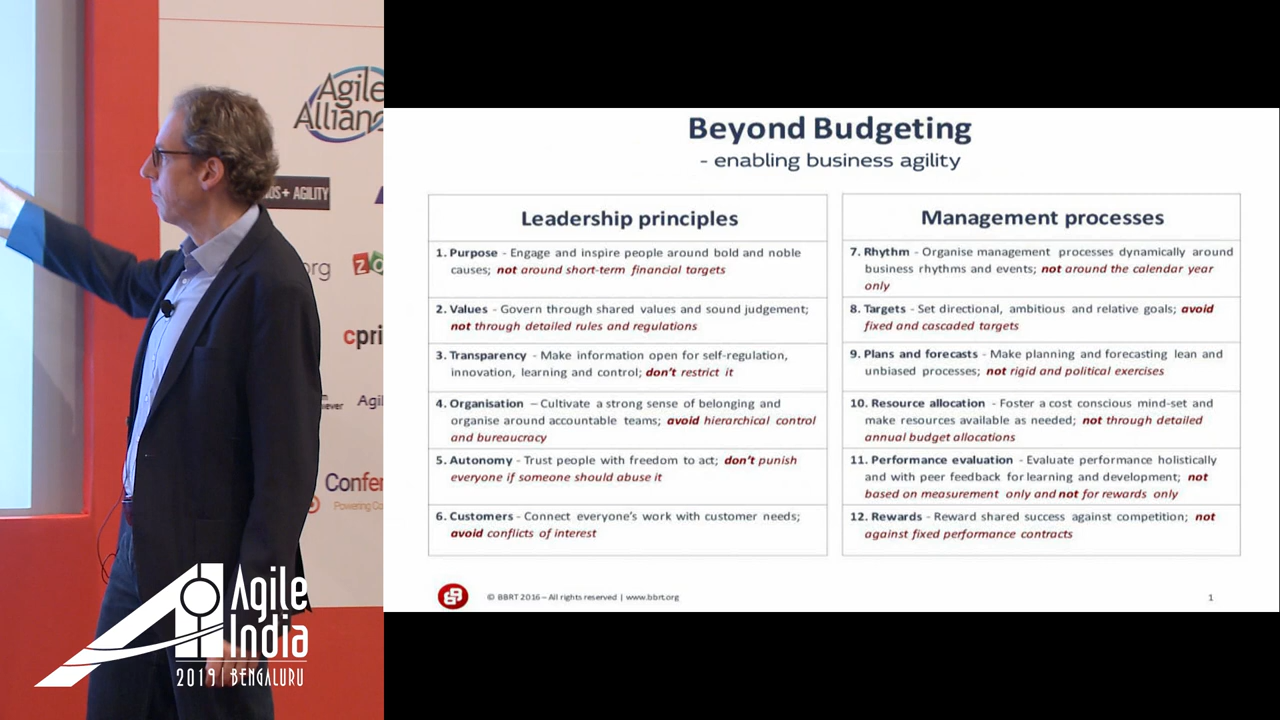 Agile
Alliance
OS + AGILITY
org
cpri
Agil
Confe
Powering Co
Agile
India
2019 | BENGALURU
Beyond Budgeting
- enabling business agility
Leadership principles
1. Purpose - Engage and inspire people around bold and noble
causes; not around short-term financial targets
2. Values - Govern through shared values and sound judgement;
not through detailed rules and regulations
3. Transparency - Make information open for self-regulation,
innovation, learning and control; don't restrict it
4. Organisation – Cultivate a strong sense of belonging and
organise around accountable teams; avoid hierarchical control
and bureaucracy
5. Autonomy - Trust people with freedom to act; don't punish
everyone if someone should abuse it
6. Customers - Connect everyone's work with customer needs;
avoid conflicts of interest
Management processes
7. Rhythm - Organise management processes dynamically around
business rhythms and events; not around the calendar year
only
8. Targets - Set directional, ambitious and relative goals; avoid
fixed and cascaded targets
9. Plans and forecasts - Make planning and forecasting lean and
unbiased processes; not rigid and political exercises
10. Resource allocation - Foster a cost conscious mind-set and
make resources available as needed; not through detailed
annual budget allocations
11. Performance evaluation - Evaluate performance holistically
and with peer feedback for learning and development; not
based on measurement only and not for rewards only
12. Rewards - Reward shared success against competition; not
against fixed performance contracts
© BBRT 2016 – All rights reserved | www.bbrt.org
1